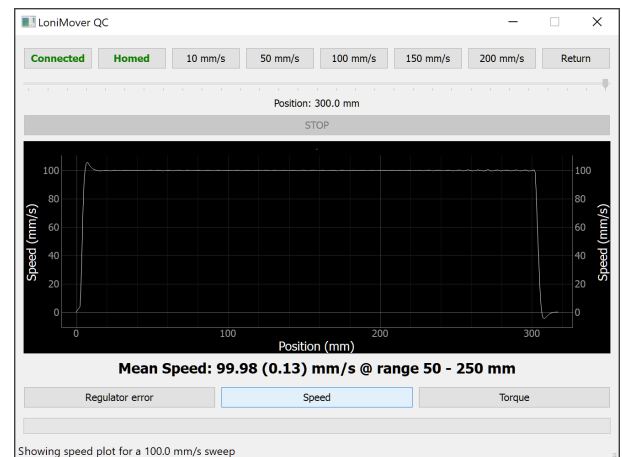 LoniMover QC
Connected Homed 10 mm/s 50 mm/s 100 mm/s 150 mm/s 200 mm/s Return
Position: 300.0 mm
STOP
100 100
80 80
60 60
40 40
20 20
0 0
Speed (mm/s)
Speed (mm/s)
0 100 200 300
Position (mm)
Mean Speed: 99.98 (0.13) mm/s @ range 50 - 250 mm
Regulator error Speed Torque
Showing speed plot for a 100.0 mm/s sweep